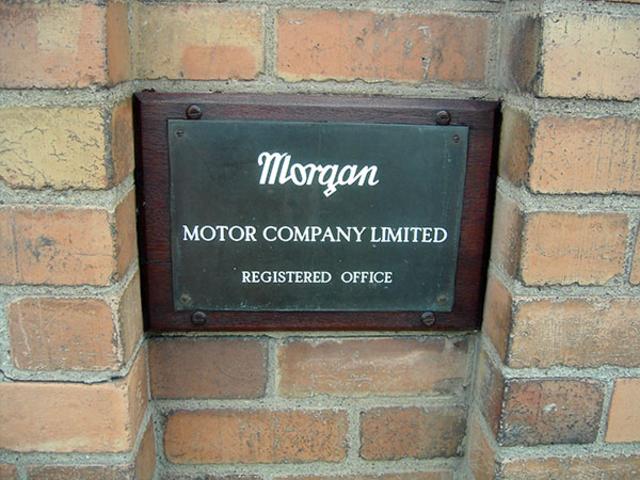 Morgan
MOTOR COMPANY LIMITED
REGISTERED OFFICE